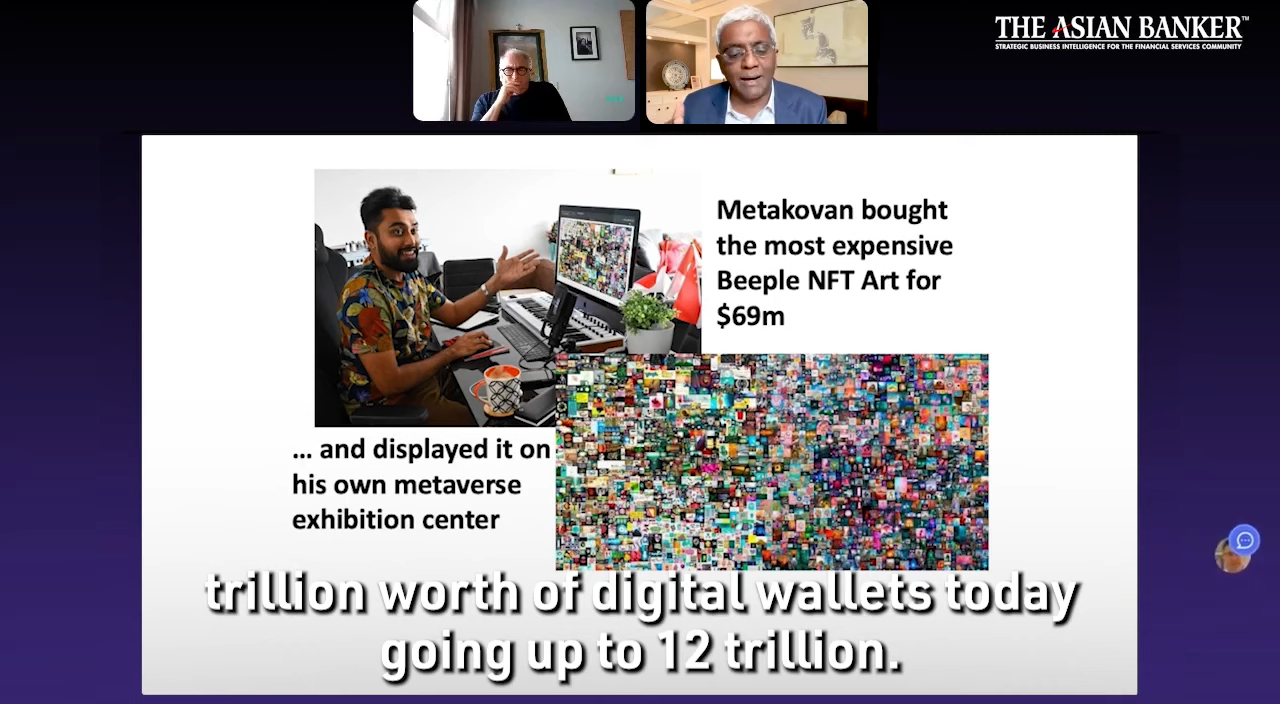 THE ASIAN BANKER™
STRATEGIC BUSINESS INTELLIGENCE FOR THE FINANCIAL SERVICES COMMUNITY
Metakovan bought
the most expensive
Beeple NFT Art for
$69m
... and displayed it on
his own metaverse
exhibition center
trillion worth of digital wallets today
going up to 12 trillion.